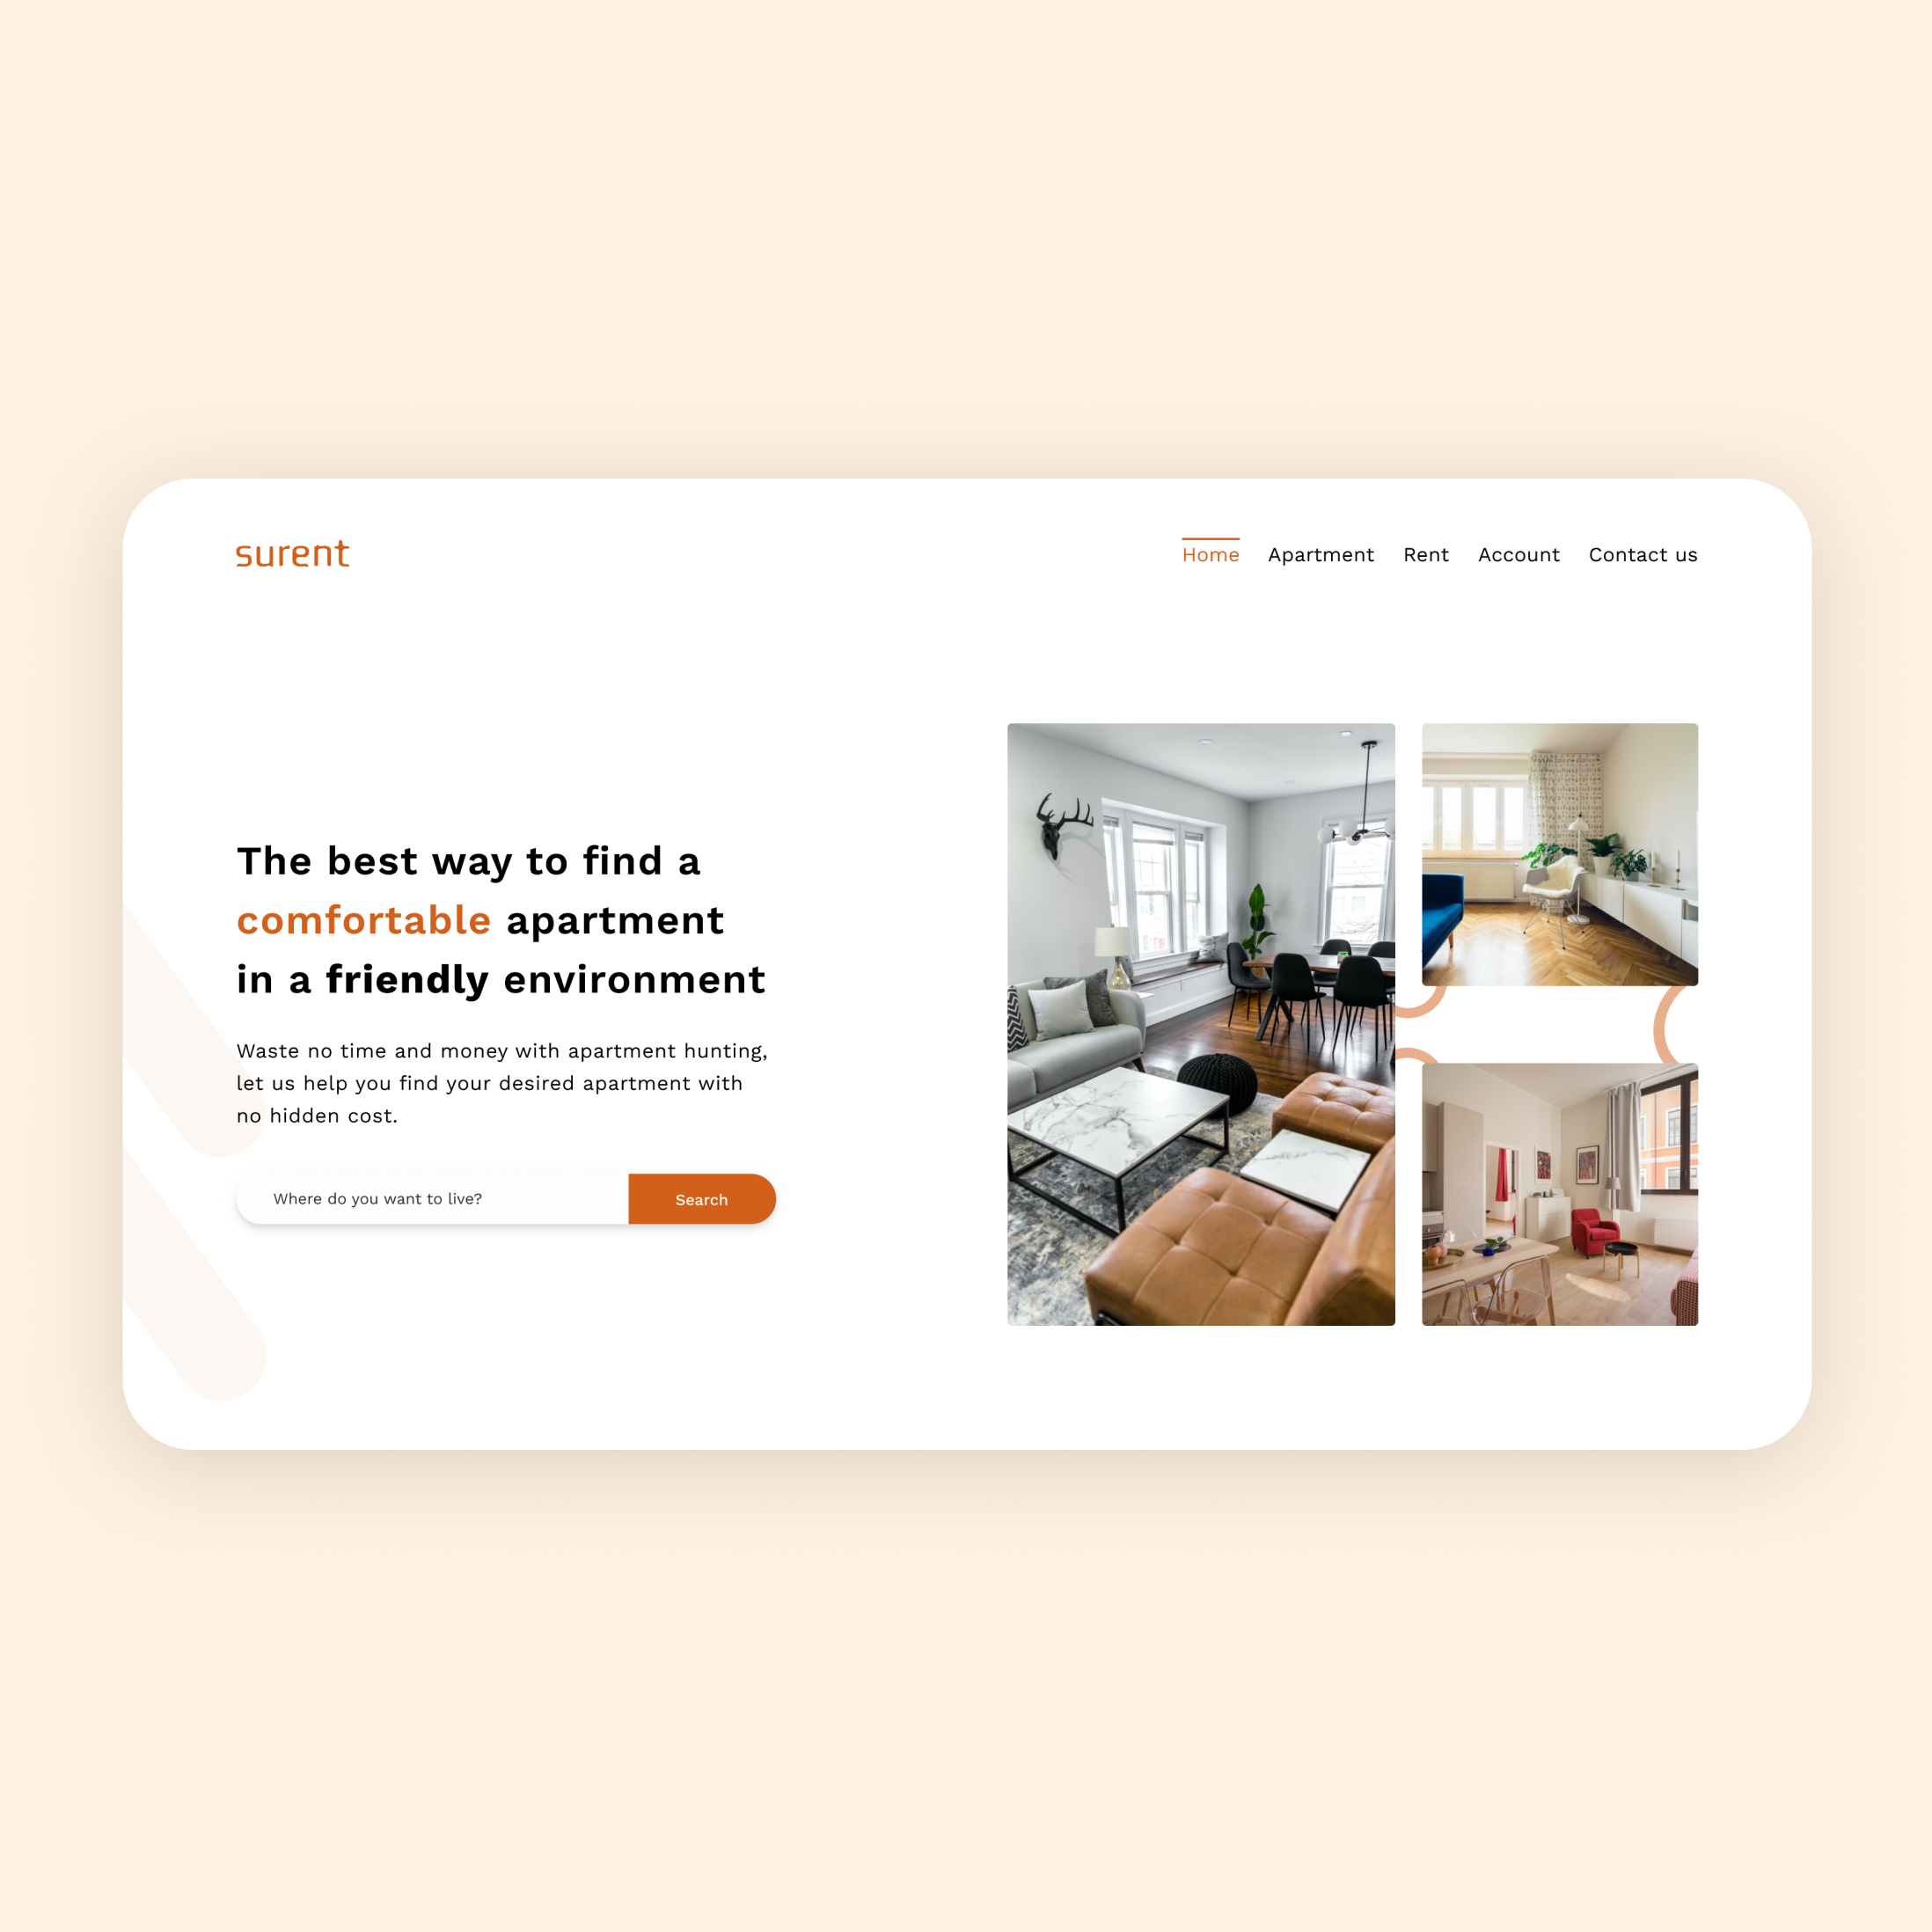 surent
Home Apartment Rent Account Contact us
The best way to find a
comfortable apartment
in a friendly environment
Waste no time and money with apartment hunting,
let us help you find your desired apartment with
no hidden cost.
Where do you want to live? Search